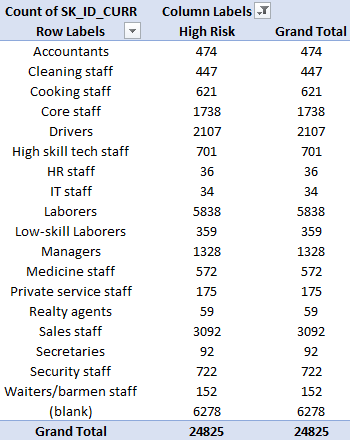 Count of SK_ID_CURR Column Labels
Row Labels High Risk Grand Total
Accountants 474 474
Cleaning staff 447 447
Cooking staff 621 621
Core staff 1738 1738
Drivers 2107 2107
High skill tech staff 701 701
HR staff 36 36
IT staff 34 34
Laborers 5838 5838
Low-skill Laborers 359 359
Managers 1328 1328
Medicine staff 572 572
Private service staff 175 175
Realty agents 59 59
Sales staff 3092 3092
Secretaries 92 92
Security staff 722 722
Waiters/barmen staff 152 152
(blank) 6278 6278
Grand Total 24825 24825